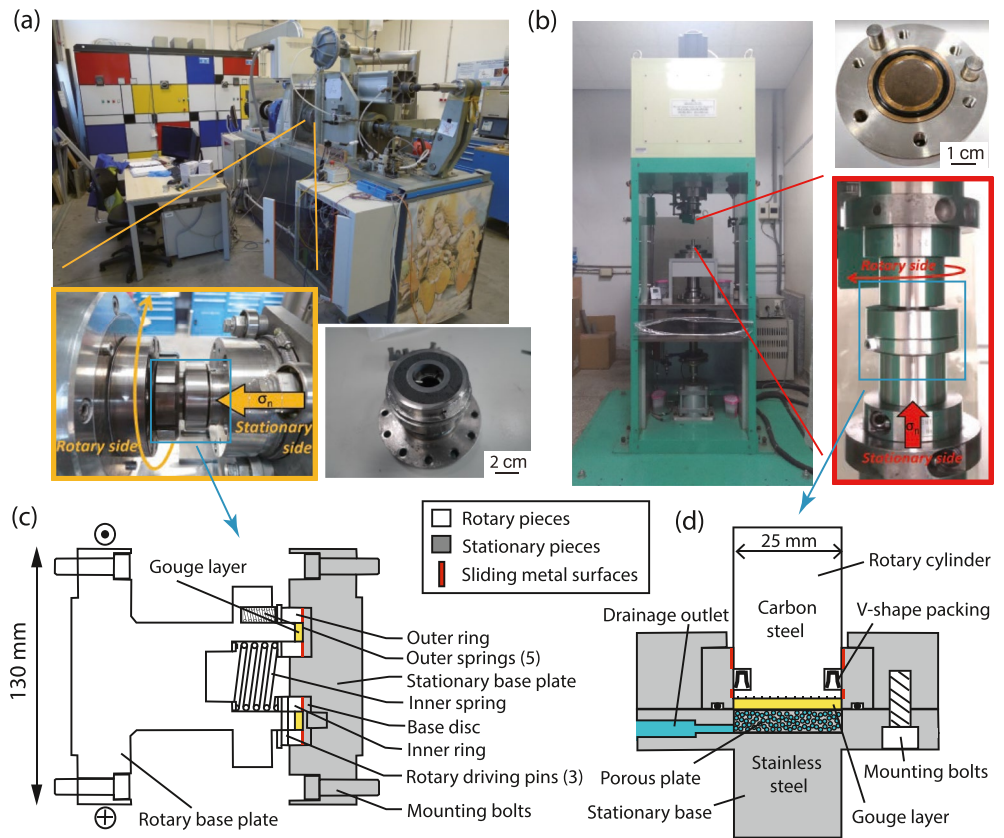 (a)
(b)
1 cm
σn
Rotary side
Stationary
side
2 cm
Rotary side
σn
Stationary side
(c)
Rotary pieces
Stationary pieces
Sliding metal surfaces
(d)
130 mm
Gouge layer
Outer ring
Outer springs (5)
Stationary base plate
Inner spring
Base disc
Inner ring
Rotary driving pins (3)
Mounting bolts
Rotary base plate
25 mm
Rotary cylinder
Drainage outlet
Carbon
steel
V-shape packing
Porous plate
Stationary base
Stainless
steel
Mounting bolts
Gouge layer